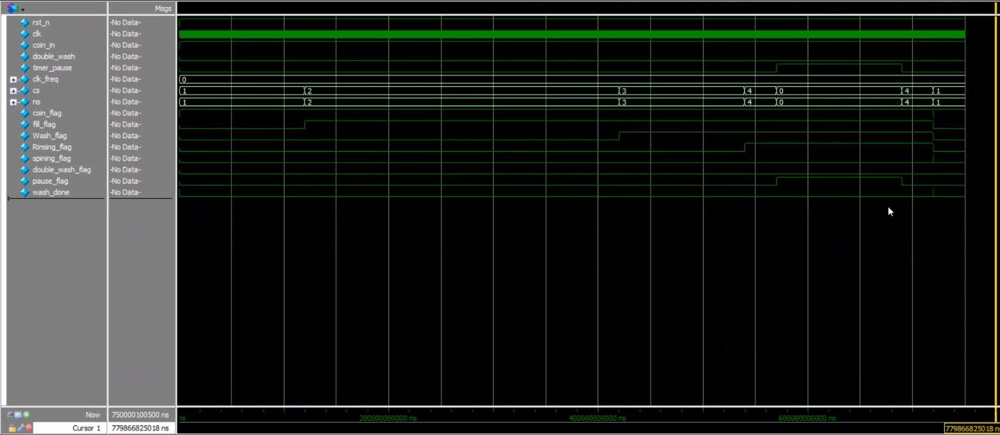 Msgs
rst_n -No Data-
clk -No Data-
coin_in -No Data-
double_wash -No Data-
timer_pause -No Data-
clk_freq -No Data- 0
cs -No Data- 1 2 3 4 0 4 1
ns -No Data- 1 2 3 4 0 4 1
coin_flag -No Data-
fill_flag -No Data-
Wash_flag -No Data-
Rinsing_flag -No Data-
spining_flag -No Data-
double_wash_flag -No Data-
pause_flag -No Data-
wash_done -No Data-
Now 750000100500 ns ns 200000000000 ns 400000000000 ns 600000000000 ns
Cursor 1 779866825018 ns 779866825018 n